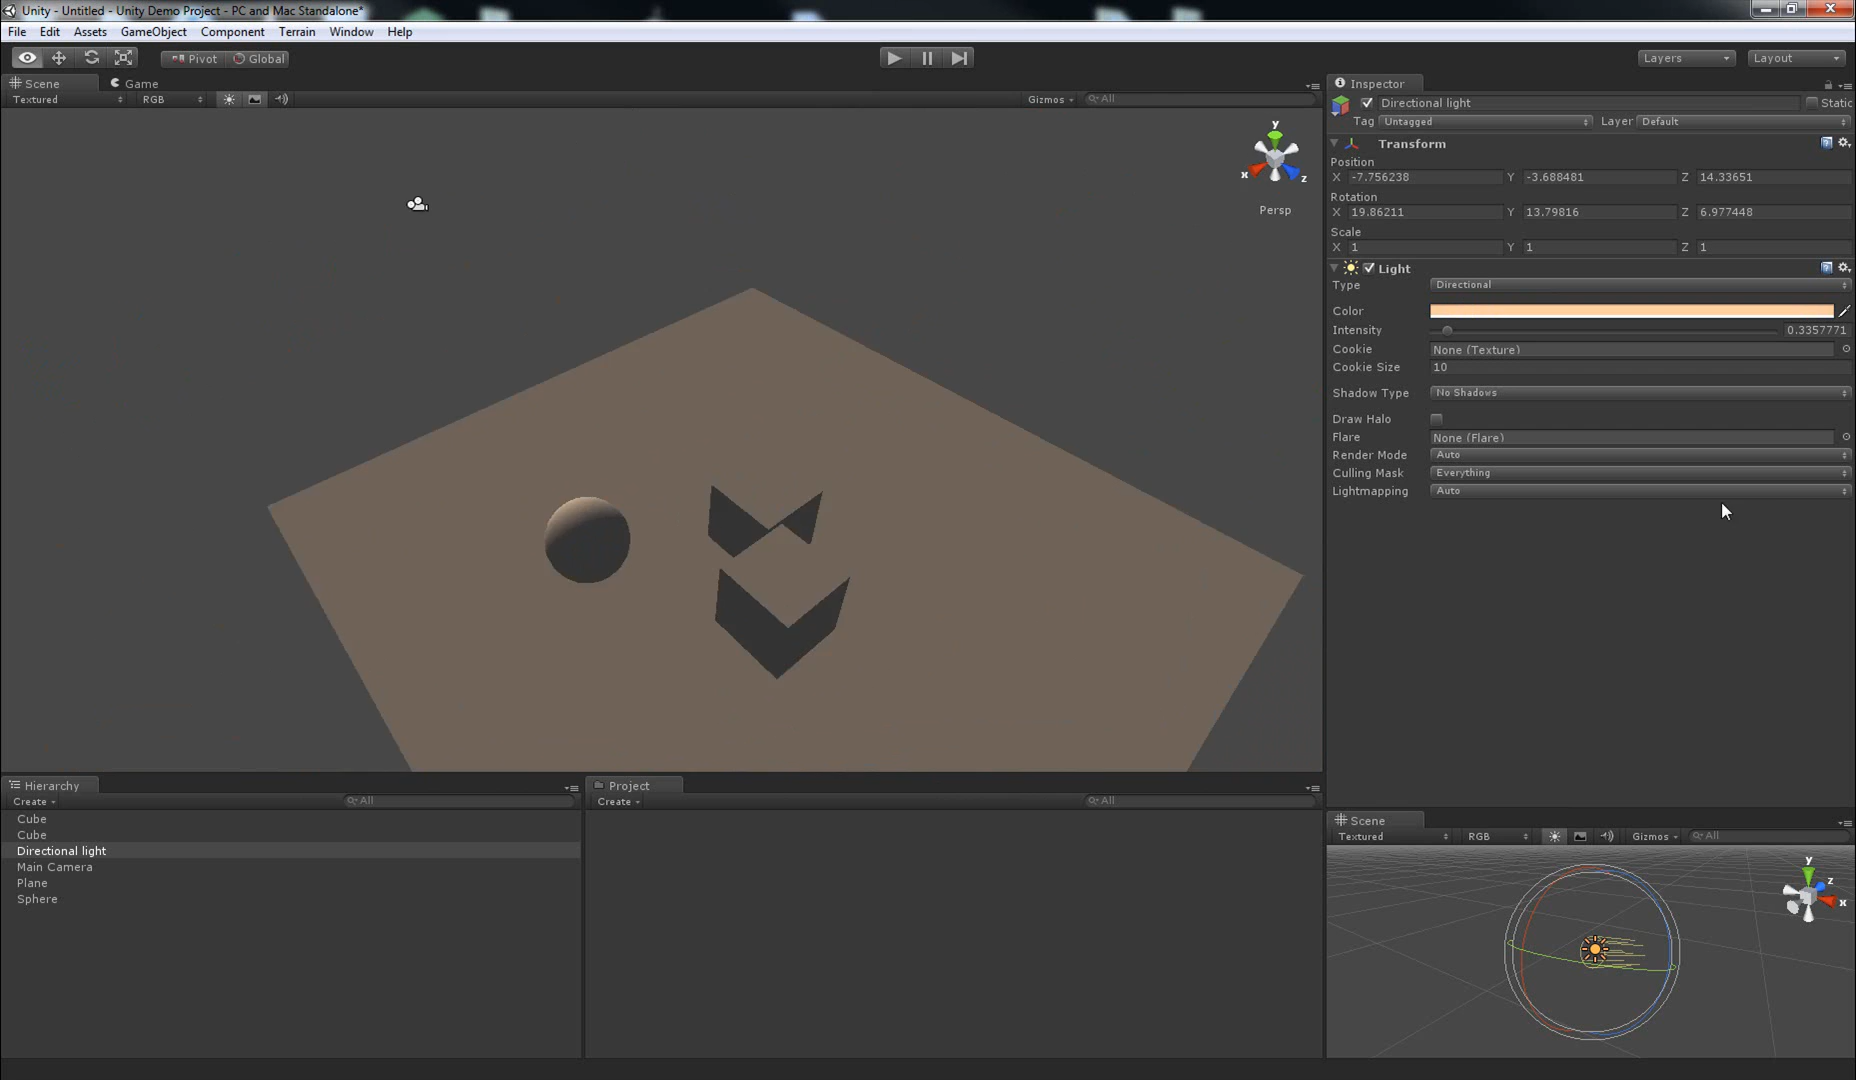 Unity - Untitled - Unity Demo Project - PC and Mac Standalone*
File Edit Assets GameObject Component Terrain Window Help
Pivot Global Layers Layout
Scene Game
Textured RGB Gizmos All
y
x z
Persp
Inspector
Directional light Static
Tag Untagged Layer Default
Transform
Position
X -7.756238 Y -3.688481 Z 14.33651
Rotation
X 19.86211 Y 13.79816 Z 6.977448
Scale
X 1 Y 1 Z 1
Light
Type Directional
Color
Intensity 0.3357771
Cookie None (Texture)
Cookie Size 10
Shadow Type No Shadows
Draw Halo
Flare None (Flare)
Render Mode Auto
Culling Mask Everything
Lightmapping Auto
Hierarchy
Create All
Cube
Cube
Directional light
Main Camera
Plane
Sphere
Project
Create All
Scene
Textured RGB Gizmos All
y
z
x